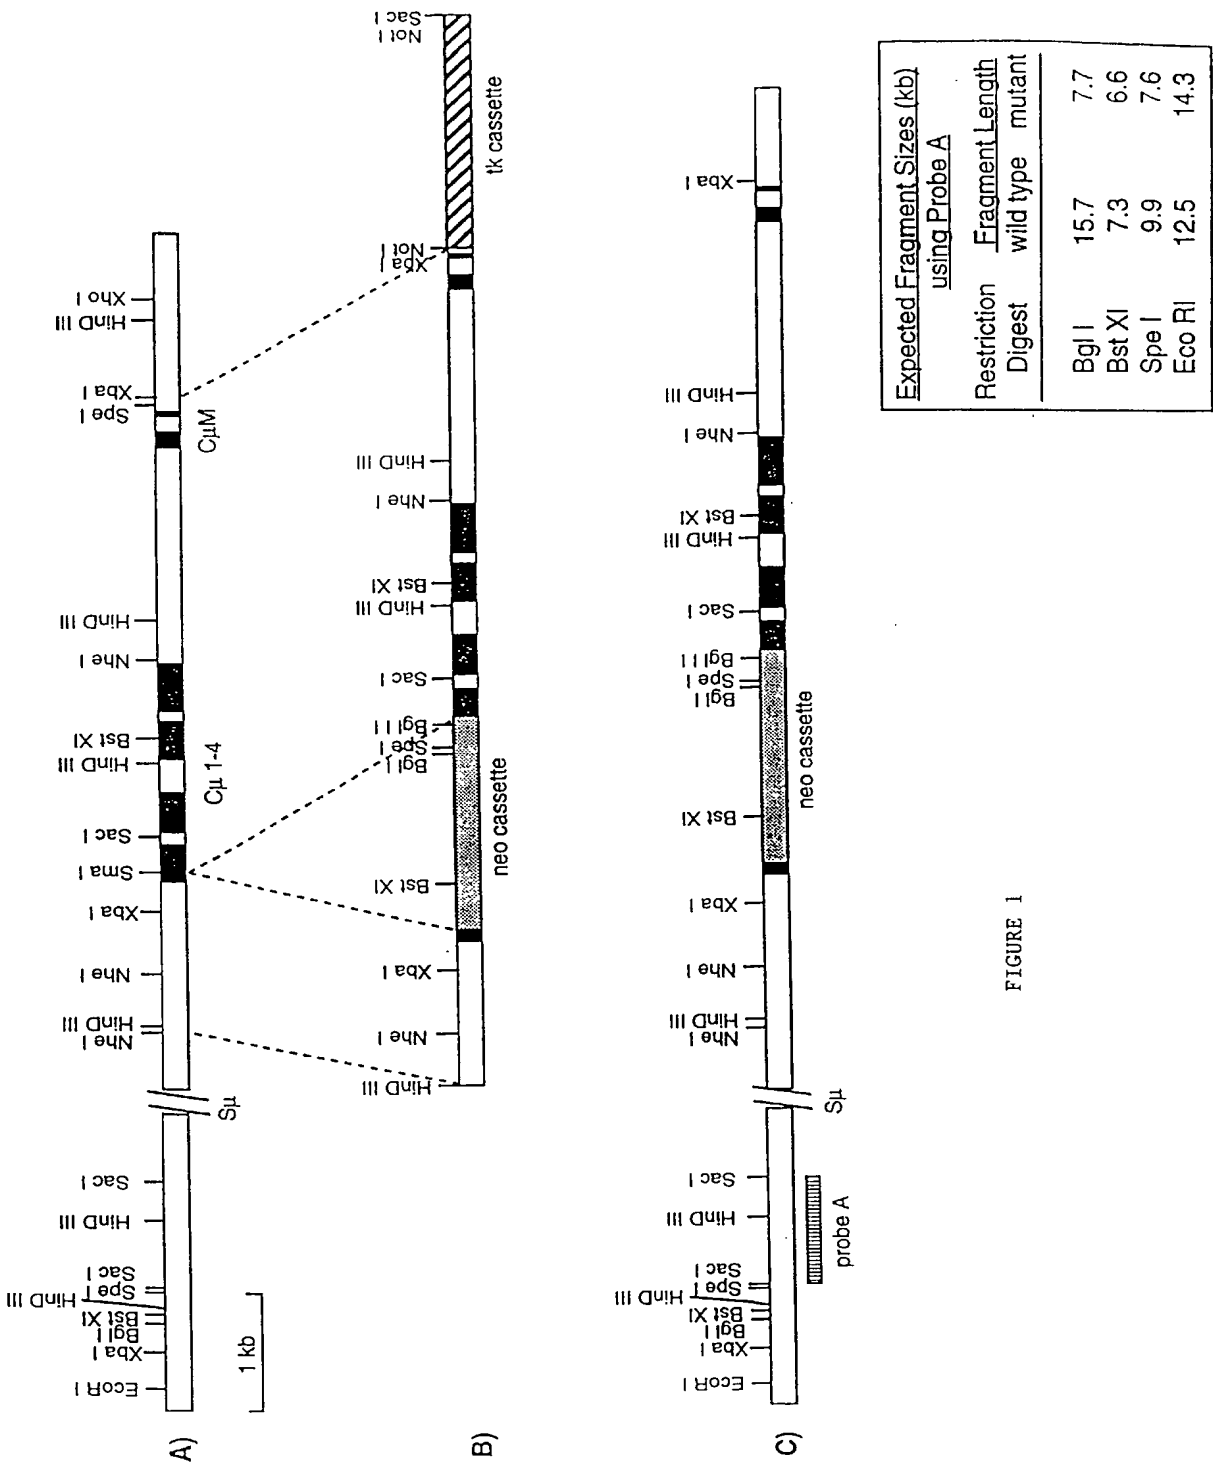 A)
EcoR I
Xba I
Bgl I
Bst XI
HinD III
Spe I
Sac I
HinD III
Sac I
Nhe I
HinD III
Nhe I
Xba I
Sma I
Sac I
HinD III
Bst XI
Nhe I
HinD III
Spe I
Xba I
HinD III
Xho I
1 kb
Sμ
Cμ 1-4
CμM
B)
HinD III
Nhe I
Xba I
Bst XI
Bgl I
Spe I
Bgl II
Sac I
HinD III
Bst XI
Nhe I
HinD III
Xba I
Not I
Not I
Sac I
neo cassette
tk cassette
C)
EcoR I
Xba I
Bgl I
Bst XI
HinD III
Spe I
Sac I
HinD III
Sac I
Nhe I
HinD III
Nhe I
Xba I
Bst XI
Bgl I
Spe I
Bgl II
Sac I
HinD III
Bst XI
Nhe I
HinD III
Xba I
probe A
Sμ
neo cassette
Expected Fragment Sizes (kb)
using Probe A
Restriction Fragment Length
Digest wild type mutant
Bgl I 15.7 7.7
Bst XI 7.3 6.6
Spe I 9.9 7.6
Eco RI 12.5 14.3
FIGURE 1